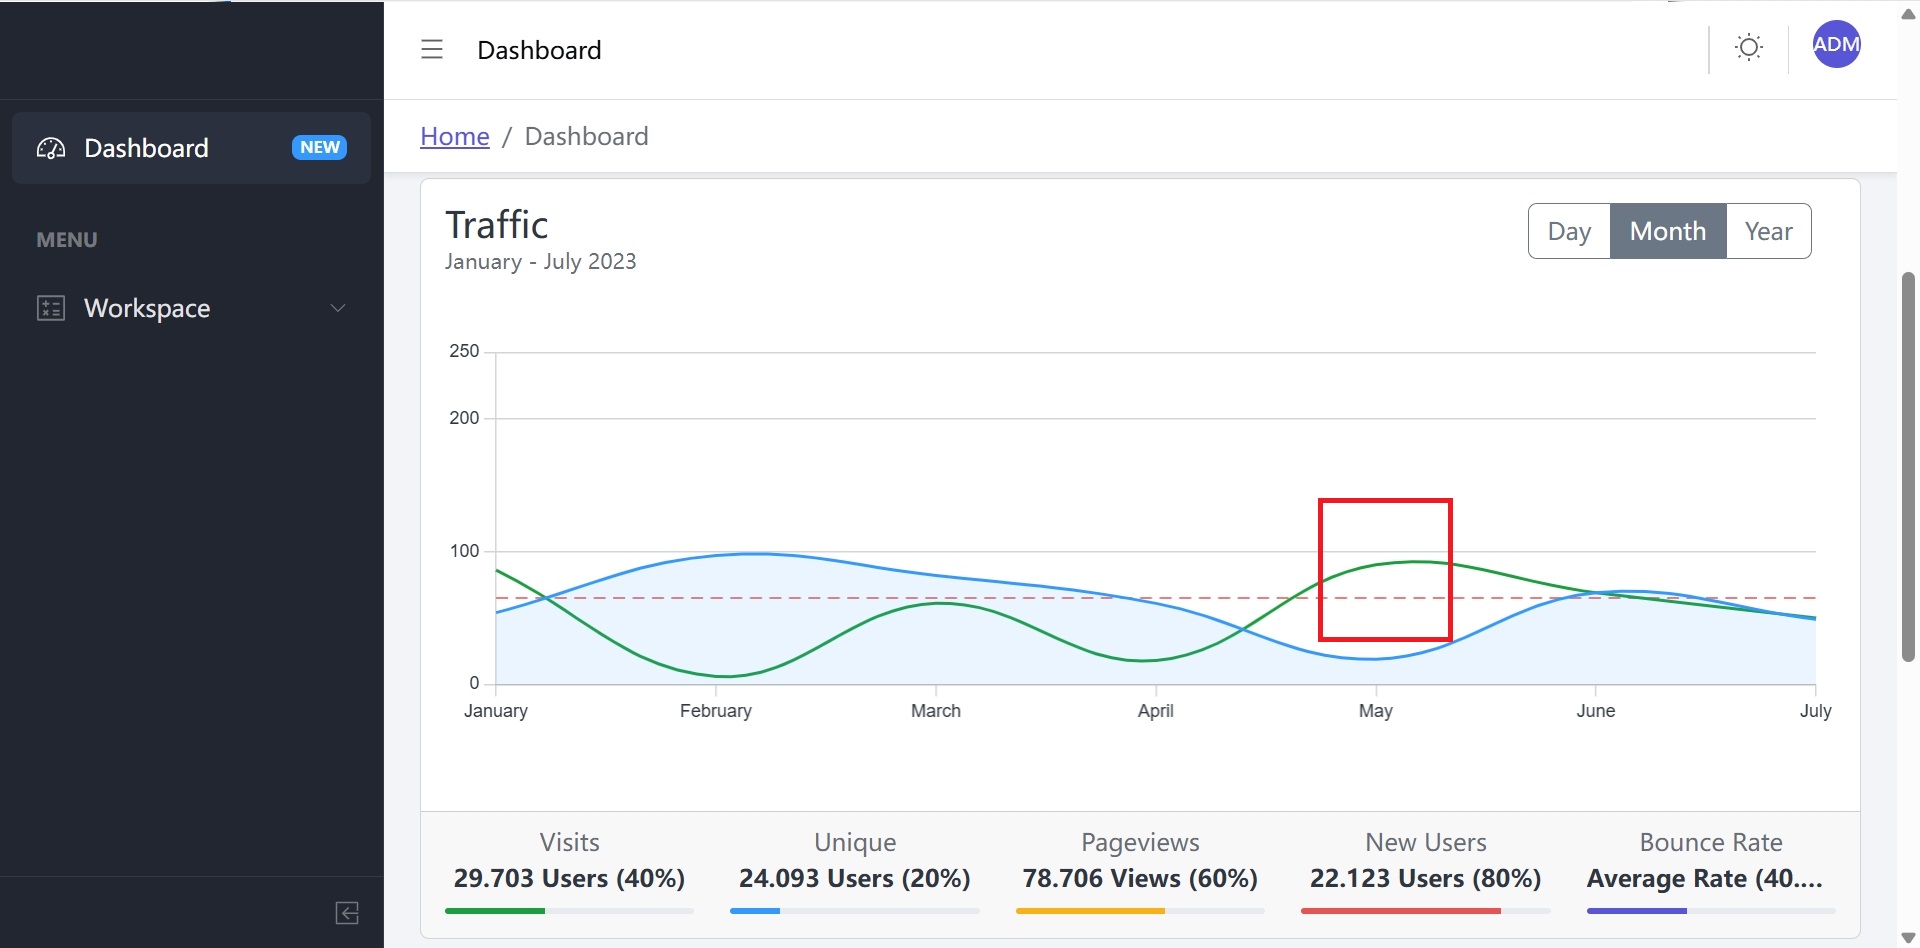 Dashboard
ADM
Dashboard NEW
Home / Dashboard
MENU
Workspace
Traffic
January - July 2023
Day Month Year
250
200
100
0
January February March April May June July
Visits Unique Pageviews New Users Bounce Rate
29.703 Users (40%) 24.093 Users (20%) 78.706 Views (60%) 22.123 Users (80%) Average Rate (40....